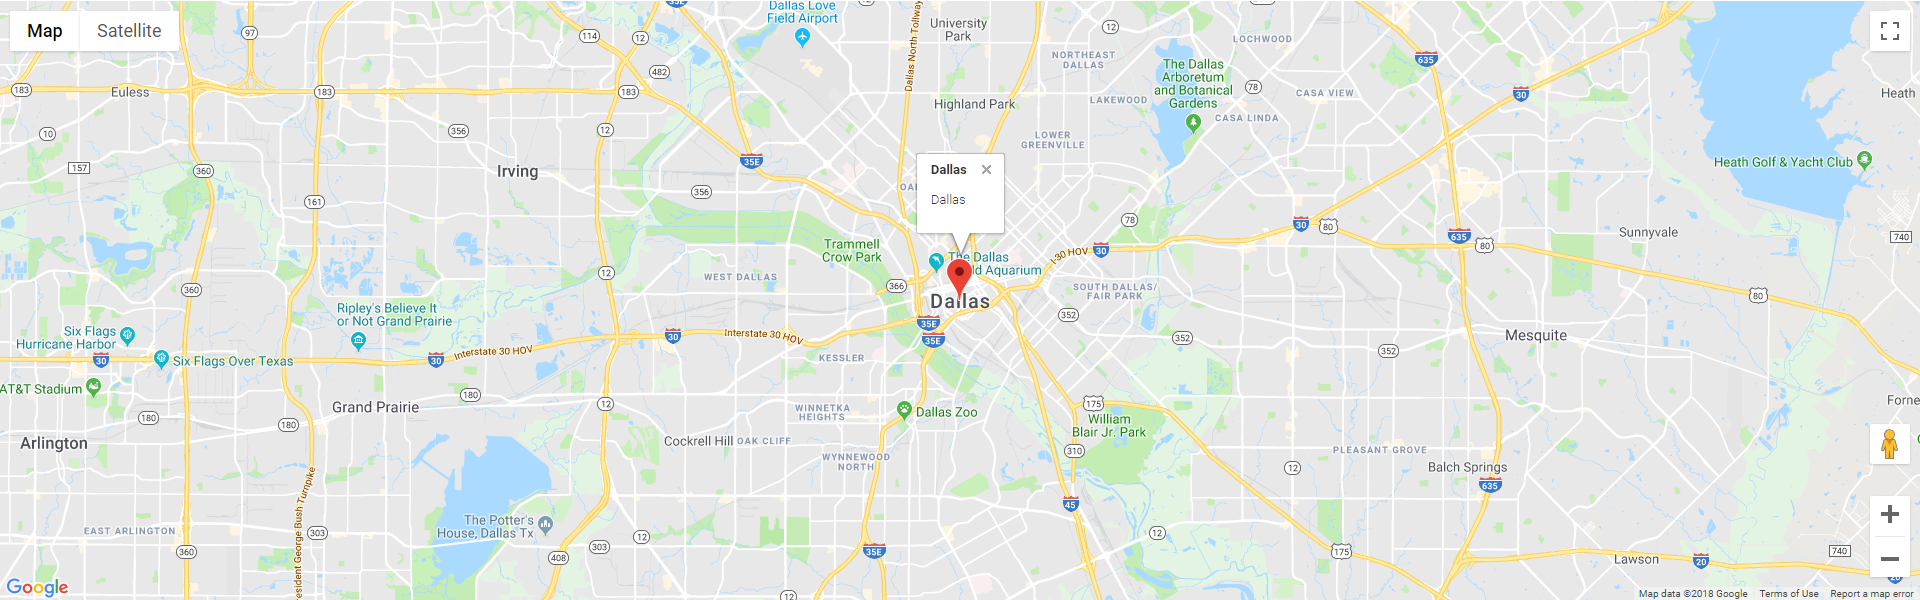 Map
Satellite
Dallas Love
Field Airport
University
Park
NORTHEAST
DALLAS
LOCHWOOD
The Dallas
Arboretum
and Botanical
Gardens
Dallas North Tollway
Highland Park
LAKEWOOD
CASA VIEW
CASA LINDA
LOWER
GREENVILLE
Heath
Heath Golf & Yacht Club
Euless
Irving
97
114
12
12
482
183
183
183
10
157
360
356
12
161
356
35E
78
635
30
Dallas
Dallas
Trammell
Crow Park
WEST DALLAS
The Dallas
ld Aquarium
I-30 HOV
30
78
30
80
635
80
Sunnyvale
740
SOUTH DALLAS/
FAIR PARK
Dallas
366
35E
35E
352
352
352
80
Mesquite
360
12
Ripley's Believe It
or Not Grand Prairie
Six Flags
Hurricane Harbor
30
Six Flags Over Texas
30
Interstate 30 HOV
30
Interstate 30 HOV
KESSLER
AT&T Stadium
180
180
180
Grand Prairie
12
Arlington
WINNETKA
HEIGHTS
Dallas Zoo
Cockrell Hill
OAK CLIFF
WYNNEWOOD
NORTH
175
William
Blair Jr. Park
310
45
PLEASANT GROVE
12
Balch Springs
635
Forne
EAST ARLINGTON
360
303
esident George Bush Turnpike
The Potter's
House, Dallas Tx
408
303
12
12
35E
12
175
Lawson
20
740
20
Google
Map data ©2018 Google
Terms of Use
Report a map error